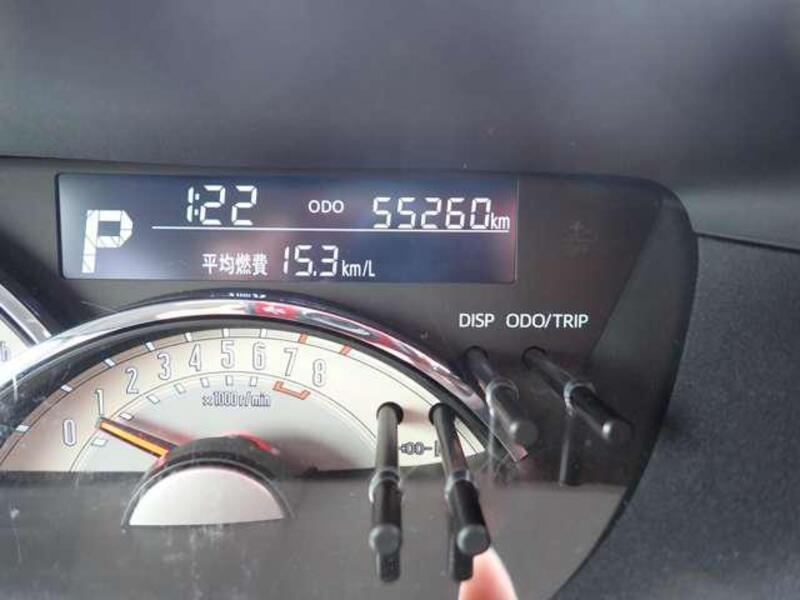 P
1:22 ODO 55260km
平均燃費 15.3km/L
DISP ODO/TRIP
0 1 2 3 4 5 6 7 8
x1000r/min